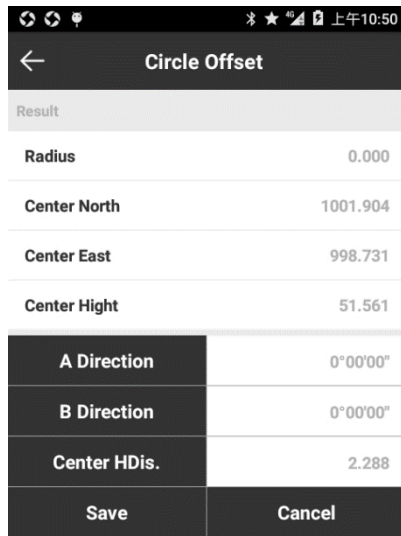 4G 上午10:50
Circle Offset
Result
Radius 0.000
Center North 1001.904
Center East 998.731
Center Hight 51.561
A Direction 0°00'00"
B Direction 0°00'00"
Center HDis. 2.288
Save Cancel